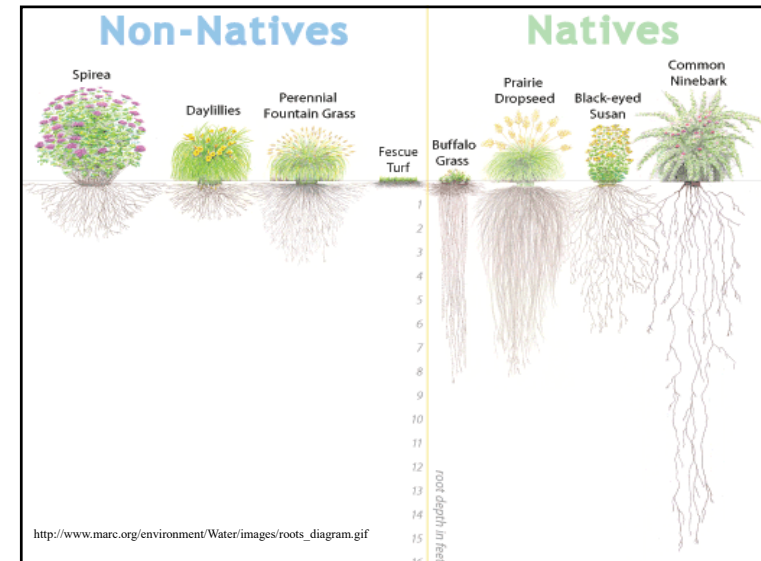 Non-Natives
Natives
Spirea
Daylillies
Perennial
Fountain Grass
Fescue
Turf
Buffalo
Grass
Prairie
Dropseed
Black-eyed
Susan
Common
Ninebark
1
2
3
4
5
6
7
8
9
10
11
12
13
14
15
root depth in feet
http://www.marc.org/environment/Water/images/roots_diagram.gif